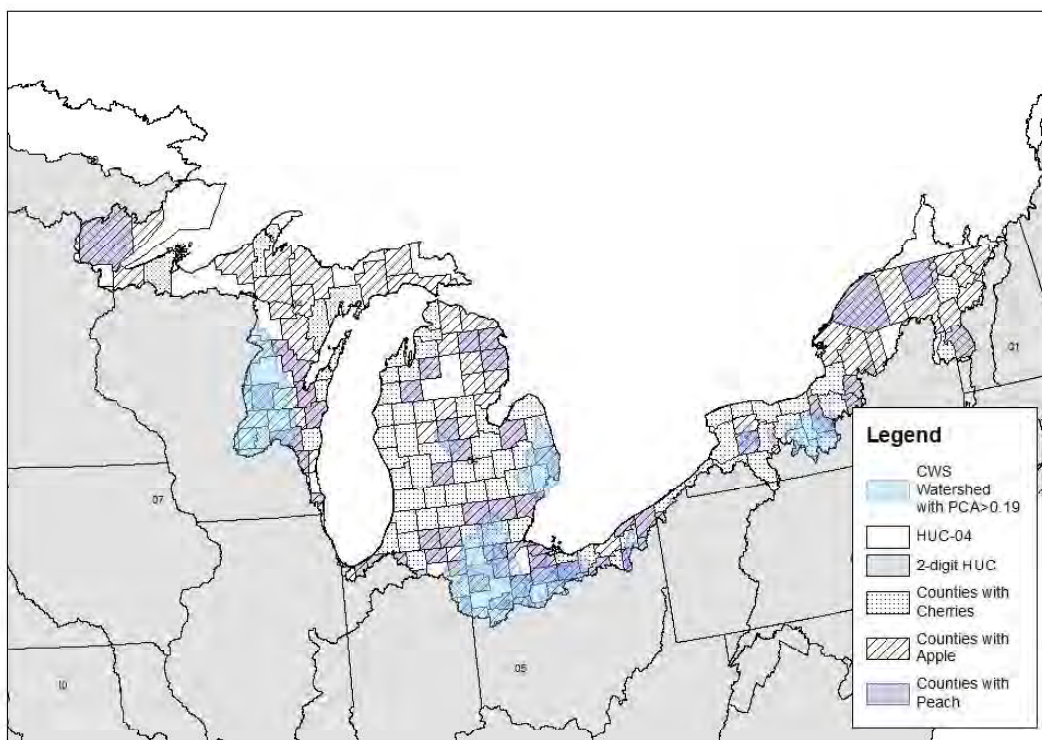 09
01
07
05
10
Legend
CWS
Watershed
with PCA>0.19
HUC-04
2-digit HUC
Counties with
Cherries
Counties with
Apple
Counties with
Peach